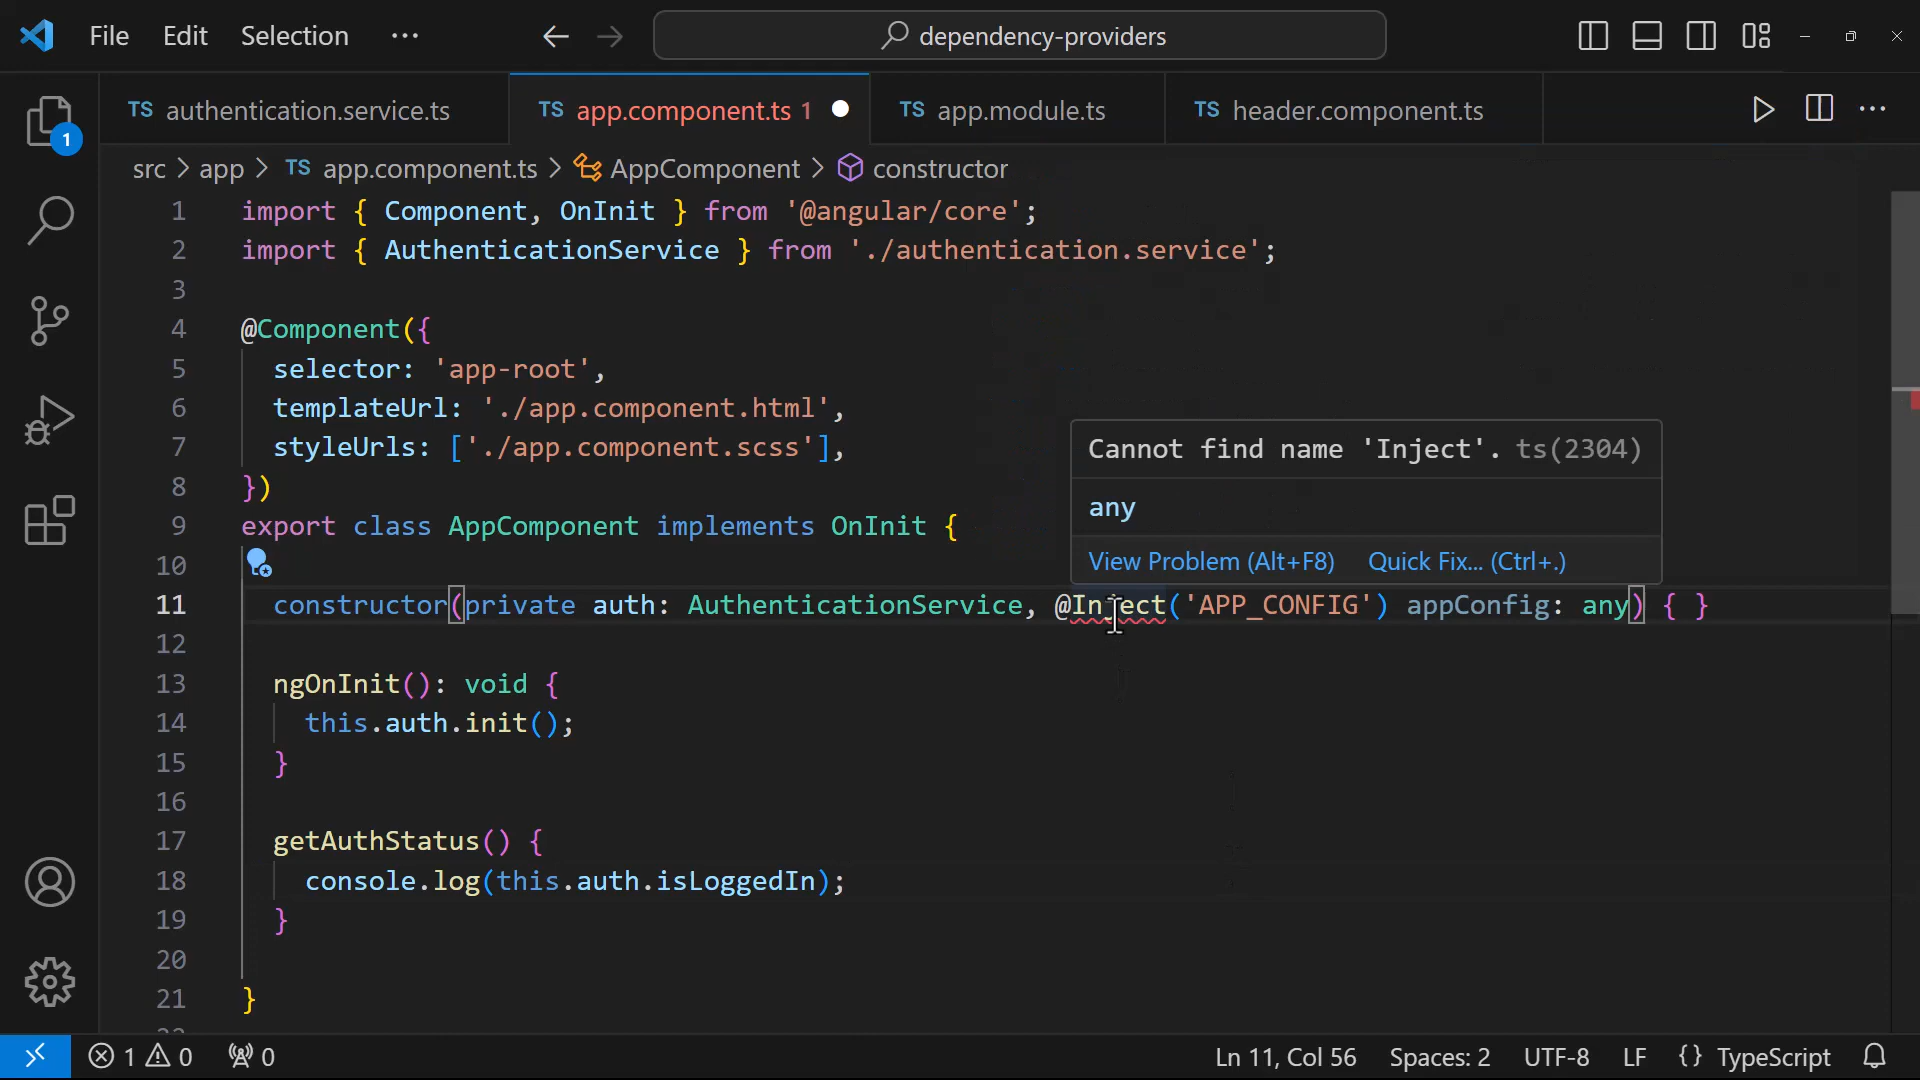 File Edit Selection ··· dependency-providers
TS authentication.service.ts TS app.component.ts 1 TS app.module.ts TS header.component.ts
1
src > app > TS app.component.ts > AppComponent > constructor
1 import { Component, OnInit } from '@angular/core';
2 import { AuthenticationService } from './authentication.service';
3
4 @Component({
5 selector: 'app-root',
6 templateUrl: './app.component.html',
7 styleUrls: ['./app.component.scss'],
8 })
9 export class AppComponent implements OnInit {
10
Cannot find name 'Inject'. ts(2304)
any
View Problem (Alt+F8) Quick Fix... (Ctrl+.)
11 constructor(private auth: AuthenticationService, @Inject('APP_CONFIG') appConfig: any) { }
12
13 ngOnInit(): void {
14 this.auth.init();
15 }
16
17 getAuthStatus() {
18 console.log(this.auth.isLoggedIn);
19 }
20
21 }
Ln 11, Col 56 Spaces: 2 UTF-8 LF {} TypeScript
1 0 0